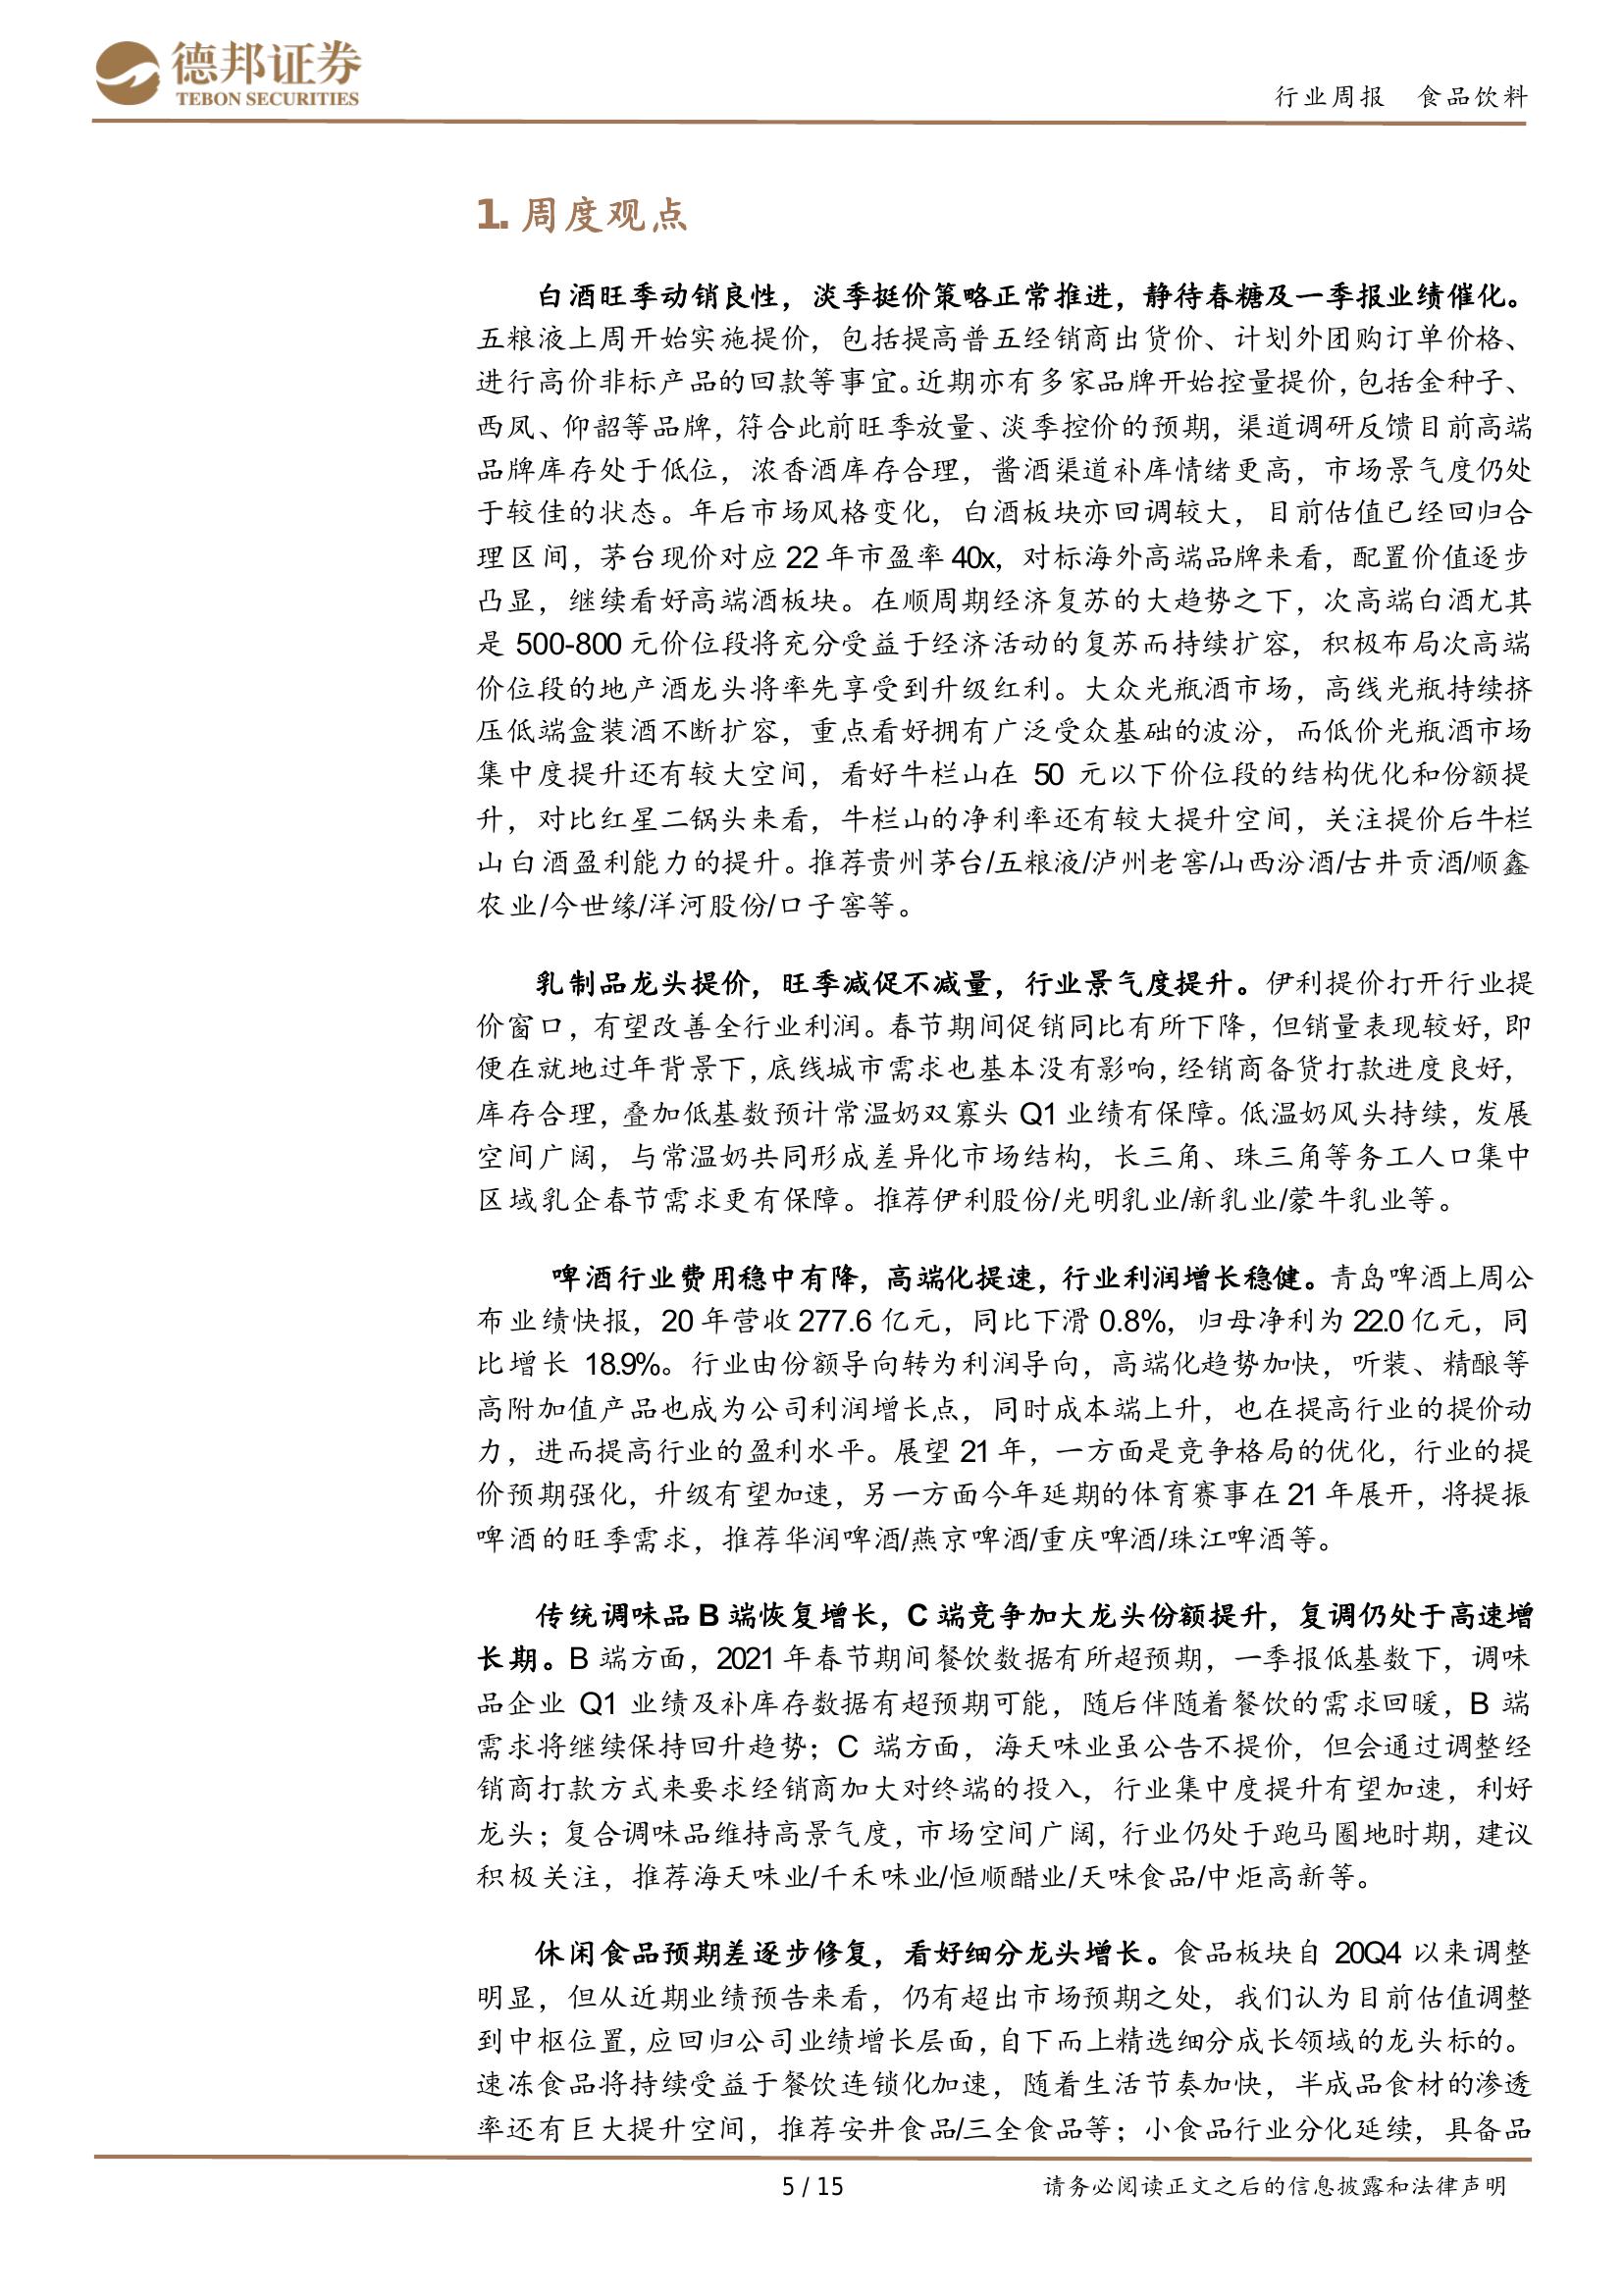 德邦证券
TEBON SECURITIES
行业周报 食品饮料
1. 周度观点
白酒旺季动销良性，淡季挺价策略正常推进，静待春糖及一季报业绩催化。
五粮液上周开始实施提价，包括提高普五经销商出货价、计划外团购订单价格、
进行高价非标产品的回款等事宜。近期亦有多家品牌开始控量提价，包括金种子、
西凤、仰韶等品牌，符合此前旺季放量、淡季控价的预期，渠道调研反馈目前高端
品牌库存处于低位，浓香酒库存合理，酱酒渠道补库情绪更高，市场景气度仍处
于较佳的状态。年后市场风格变化，白酒板块亦回调较大，目前估值已经回归合
理区间，茅台现价对应 22 年市盈率 40x，对标海外高端品牌来看，配置价值逐步
凸显，继续看好高端酒板块。在顺周期经济复苏的大趋势之下，次高端白酒尤其
是 500-800 元价位段将充分受益于经济活动的复苏而持续扩容，积极布局次高端
价位段的地产酒龙头将率先享受到升级红利。大众光瓶酒市场，高线光瓶持续挤
压低端盒装酒不断扩容，重点看好拥有广泛受众基础的波汾，而低价光瓶酒市场
集中度提升还有较大空间，看好牛栏山在 50 元以下价位段的结构优化和份额提
升，对比红星二锅头来看，牛栏山的净利率还有较大提升空间，关注提价后牛栏
山白酒盈利能力的提升。推荐贵州茅台/五粮液/泸州老窖/山西汾酒/古井贡酒/顺鑫
农业/今世缘/洋河股份/口子窖等。
乳制品龙头提价，旺季减促不减量，行业景气度提升。伊利提价打开行业提
价窗口，有望改善全行业利润。春节期间促销同比有所下降，但销量表现较好，即
便在就地过年背景下，底线城市需求也基本没有影响，经销商备货打款进度良好，
库存合理，叠加低基数预计常温奶双寡头 Q1 业绩有保障。低温奶风头持续，发展
空间广阔，与常温奶共同形成差异化市场结构，长三角、珠三角等务工人口集中
区域乳企春节需求更有保障。推荐伊利股份/光明乳业/新乳业/蒙牛乳业等。
啤酒行业费用稳中有降，高端化提速，行业利润增长稳健。青岛啤酒上周公
布业绩快报，20 年营收 277.6 亿元，同比下滑 0.8%，归母净利为 22.0 亿元，同
比增长 18.9%。行业由份额导向转为利润导向，高端化趋势加快，听装、精酿等
高附加值产品也成为公司利润增长点，同时成本端上升，也在提高行业的提价动
力，进而提高行业的盈利水平。展望 21 年，一方面是竞争格局的优化，行业的提
价预期强化，升级有望加速，另一方面今年延期的体育赛事在 21 年展开，将提振
啤酒的旺季需求，推荐华润啤酒/燕京啤酒/重庆啤酒/珠江啤酒等。
传统调味品 B 端恢复增长，C 端竞争加大龙头份额提升，复调仍处于高速增
长期。B 端方面，2021 年春节期间餐饮数据有所超预期，一季报低基数下，调味
品企业 Q1 业绩及补库存数据有超预期可能，随后伴随着餐饮的需求回暖，B 端
需求将继续保持回升趋势；C 端方面，海天味业虽公告不提价，但会通过调整经
销商打款方式来要求经销商加大对终端的投入，行业集中度提升有望加速，利好
龙头；复合调味品维持高景气度，市场空间广阔，行业仍处于跑马圈地时期，建议
积极关注，推荐海天味业/千禾味业/恒顺醋业/天味食品/中炬高新等。
休闲食品预期差逐步修复，看好细分龙头增长。食品板块自 20Q4 以来调整
明显，但从近期业绩预告来看，仍有超出市场预期之处，我们认为目前估值调整
到中枢位置，应回归公司业绩增长层面，自下而上精选细分成长领域的龙头标的。
速冻食品将持续受益于餐饮连锁化加速，随着生活节奏加快，半成品食材的渗透
率还有巨大提升空间，推荐安井食品/三全食品等；小食品行业分化延续，具备品
5 / 15 请务必阅读正文之后的信息披露和法律声明